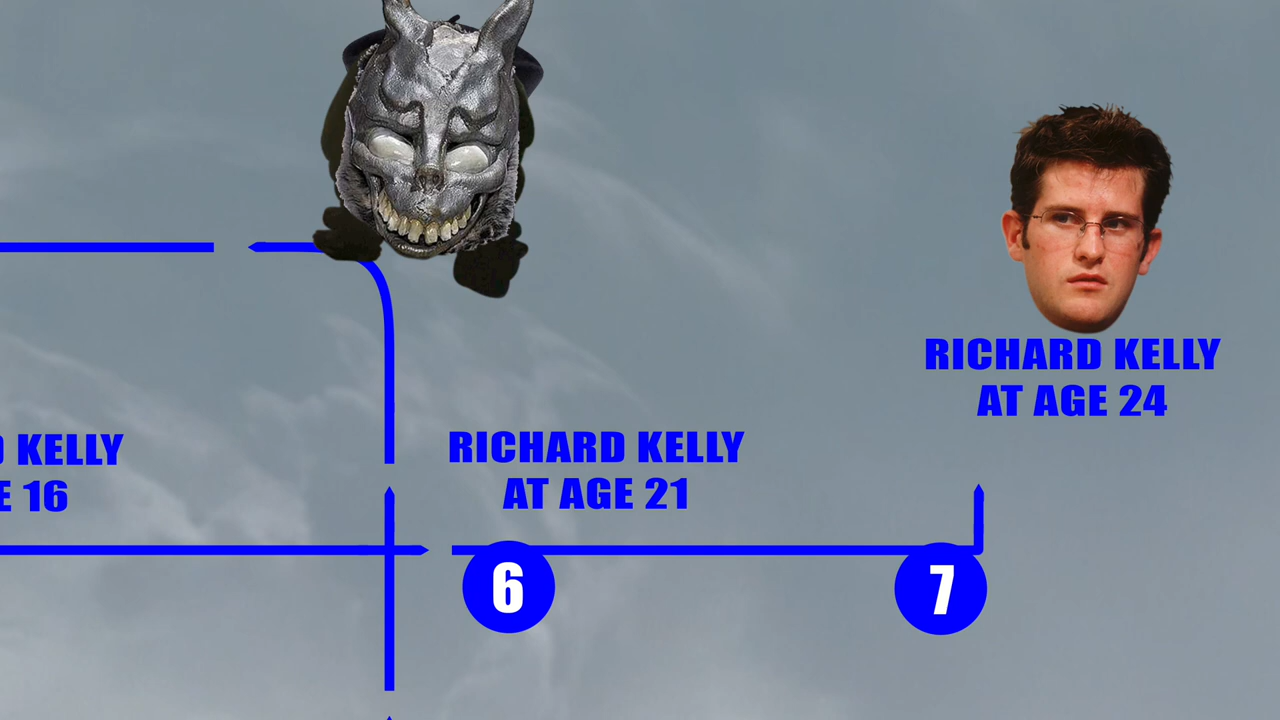 RICHARD KELLY
AT AGE 24
RICHARD KELLY
AT AGE 21
KELLY
16
6
7